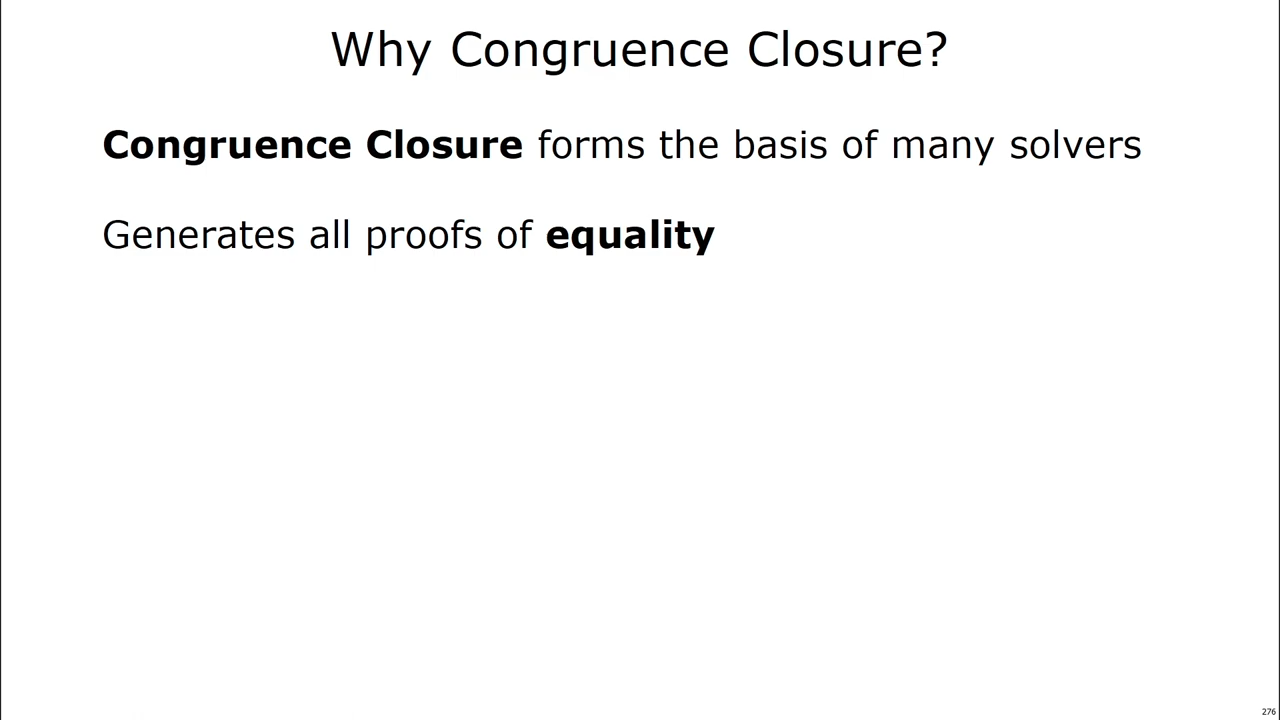 Why Congruence Closure?
Congruence Closure forms the basis of many solvers
Generates all proofs of equality
276